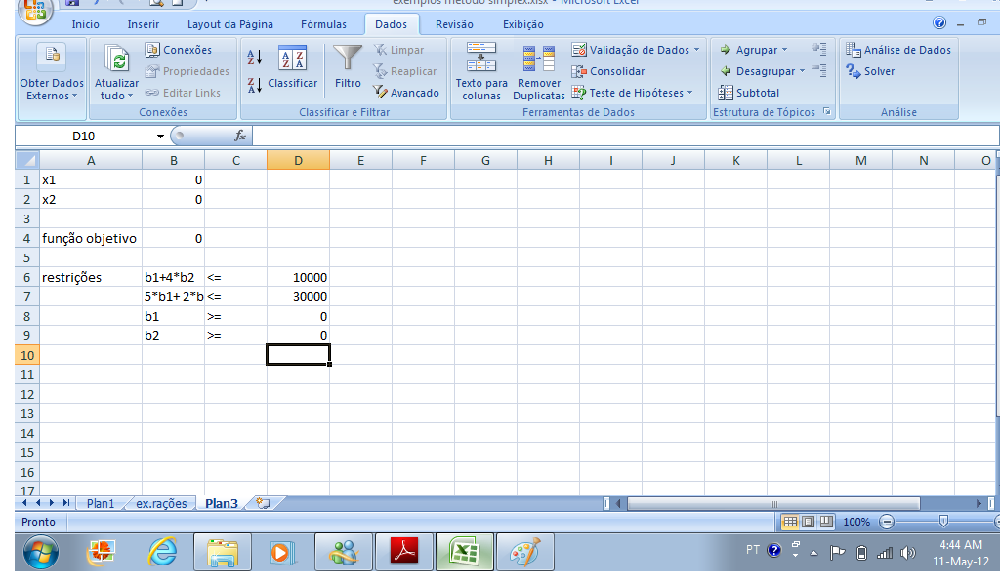 exemplos metodo simplex.xlsx - Microsoft Excel
Início Inserir Layout da Página Fórmulas Dados Revisão Exibição
Obter Dados Externos
Atualizar tudo
Conexões
Propriedades
Editar Links
Conexões
Classificar
Filtro
Limpar
Reaplicar
Avançado
Classificar e Filtrar
Texto para colunas
Remover Duplicatas
Validação de Dados
Consolidar
Teste de Hipóteses
Ferramentas de Dados
Agrupar
Desagrupar
Subtotal
Estrutura de Tópicos
Análise de Dados
Solver
Análise
D10 fx
A B C D E F G H I J K L M N O
1 x1 0
2 x2 0
3
4 função objetivo 0
5
6 restrições b1+4*b2 <= 10000
7 5*b1+ 2*b <= 30000
8 b1 >= 0
9 b2 >= 0
10
11
12
13
14
15
16
17
Plan1 ex.rações Plan3
Pronto 100%
PT 4:44 AM
11-May-12